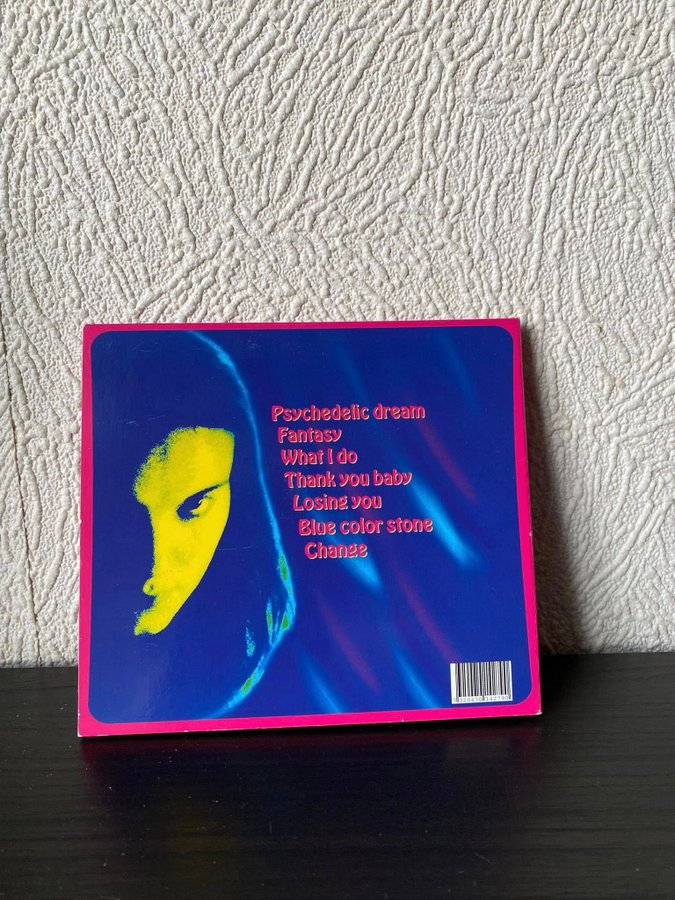 Psychedelic dream
Fantasy
What I do
Thank you baby
Losing you
Blue color stone
Change